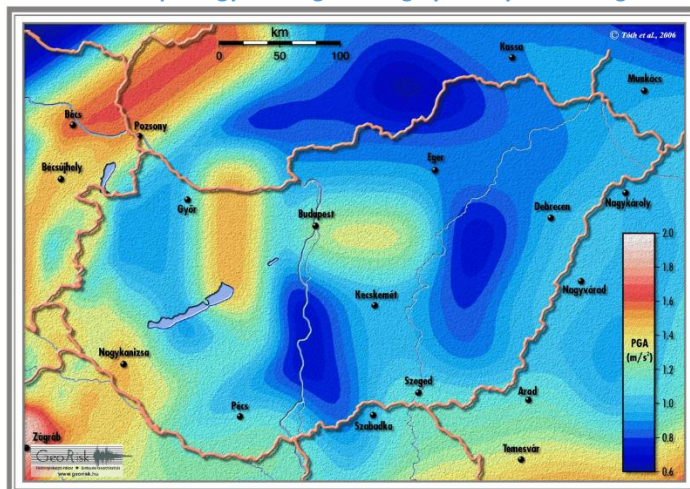 km
0 50 100
© Tóth et al., 2006
Kassa
Munkács
Bécs
Pozsony
Bécsújhely
Eger
Győr
Budapest
Debrecen
Nagykároly
Kecskemét
Nagyvárad
Nagykanizsa
Szeged
Arad
Pécs
Szabadka
Zágráb
Temesvár
2.0
1.8
1.6
1.4
1.2
1.0
0.8
0.6
PGA
(m/s²)
GeoRisk
www.georisk.hu